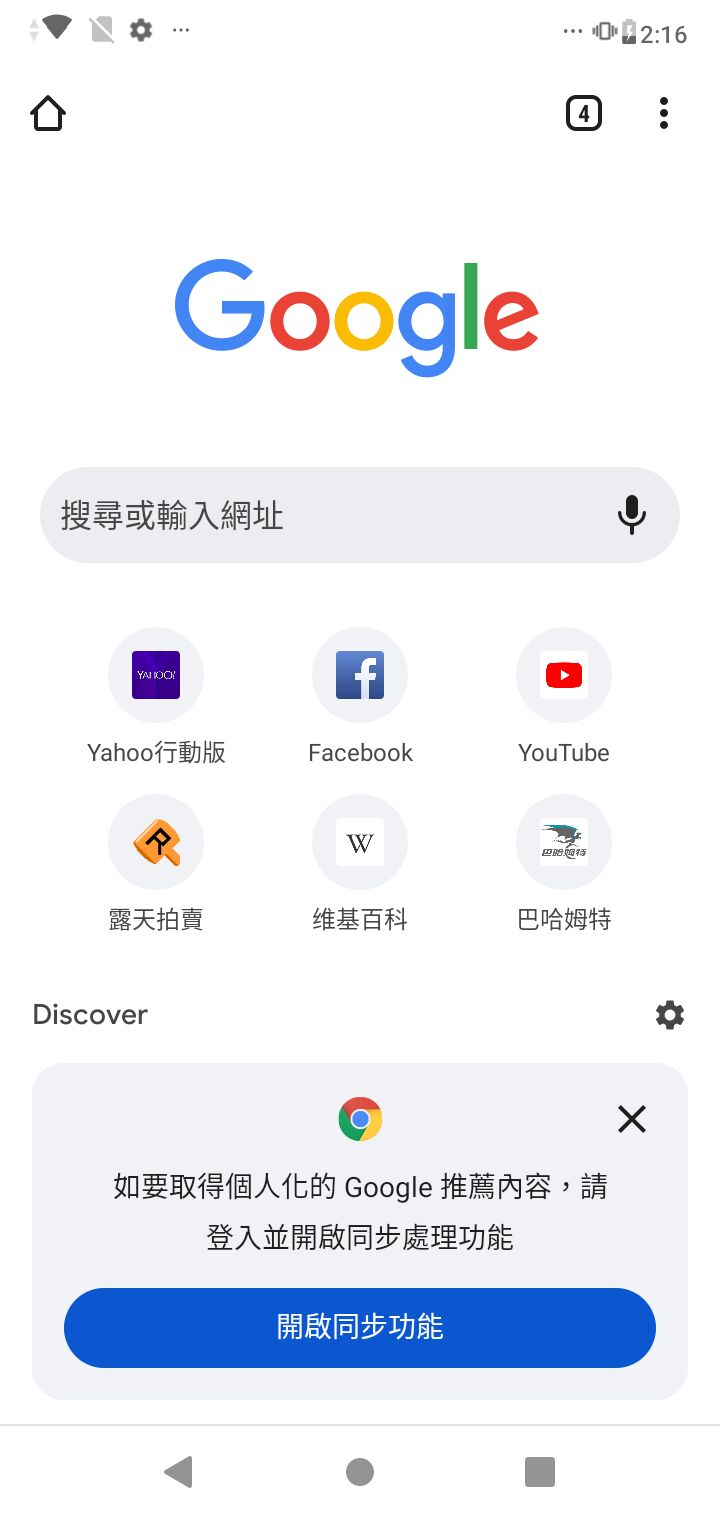 2:16
4
Google
搜尋或輸入網址
YAHOO!
Yahoo行動版
Facebook
YouTube
W
巴哈姆特
露天拍賣
维基百科
巴哈姆特
Discover
如要取得個人化的 Google 推薦內容，請
登入並開啟同步處理功能
開啟同步功能